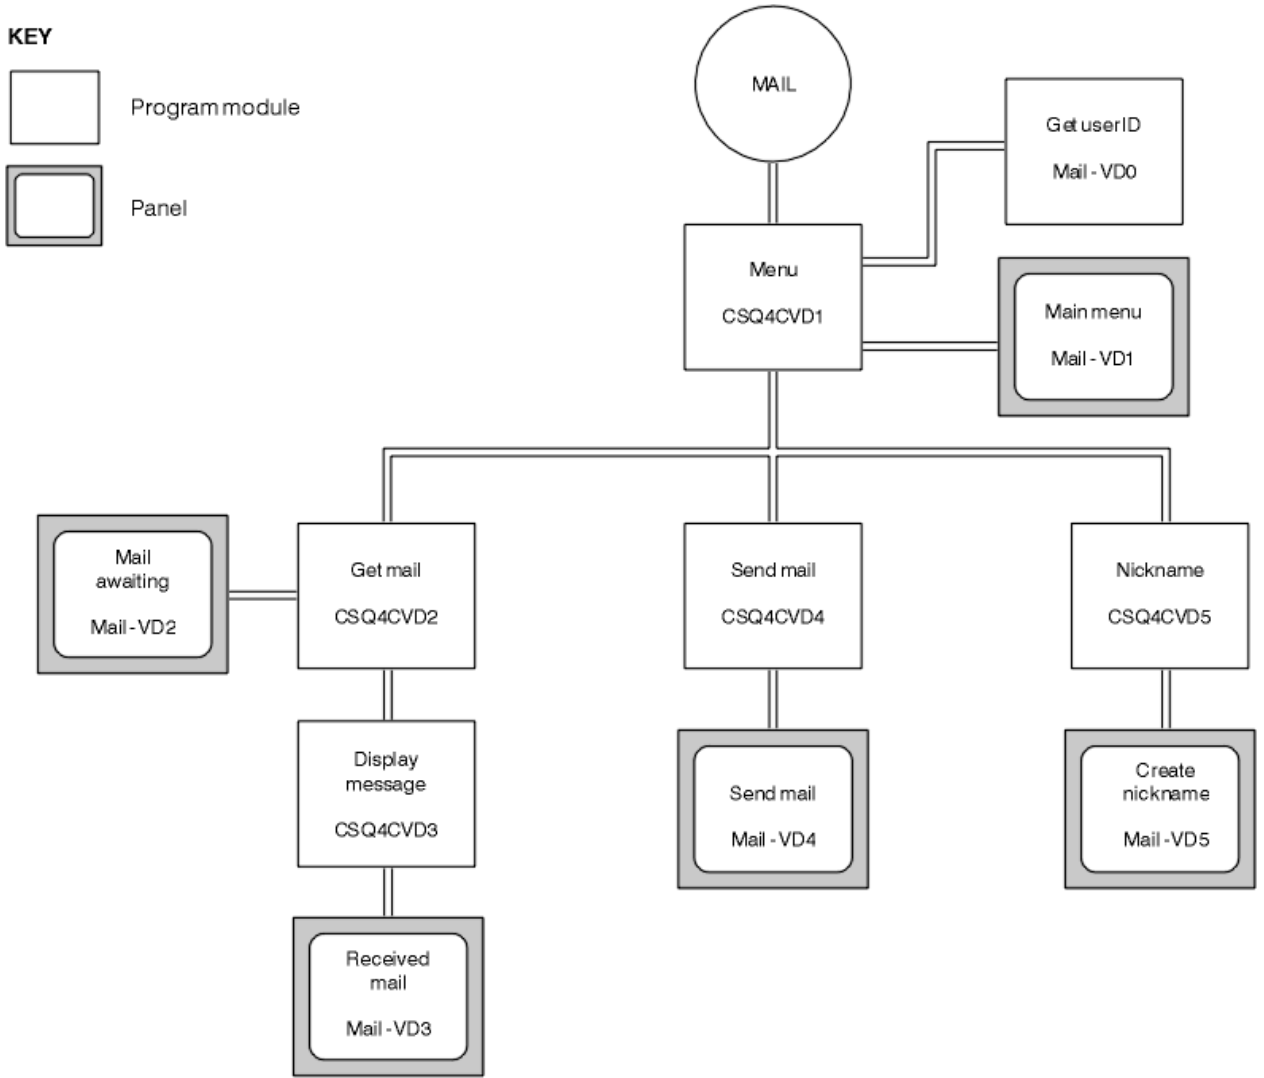 KEY
Program module
Panel
MAIL
Get user ID
Mail - VD0
Menu
CSQ4CVD1
Main menu
Mail - VD1
Mail
awaiting
Mail - VD2
Get mail
CSQ4CVD2
Send mail
CSQ4CVD4
Nickname
CSQ4CVD5
Display
message
CSQ4CVD3
Send mail
Mail - VD4
Create
nickname
Mail - VD5
Received
mail
Mail - VD3